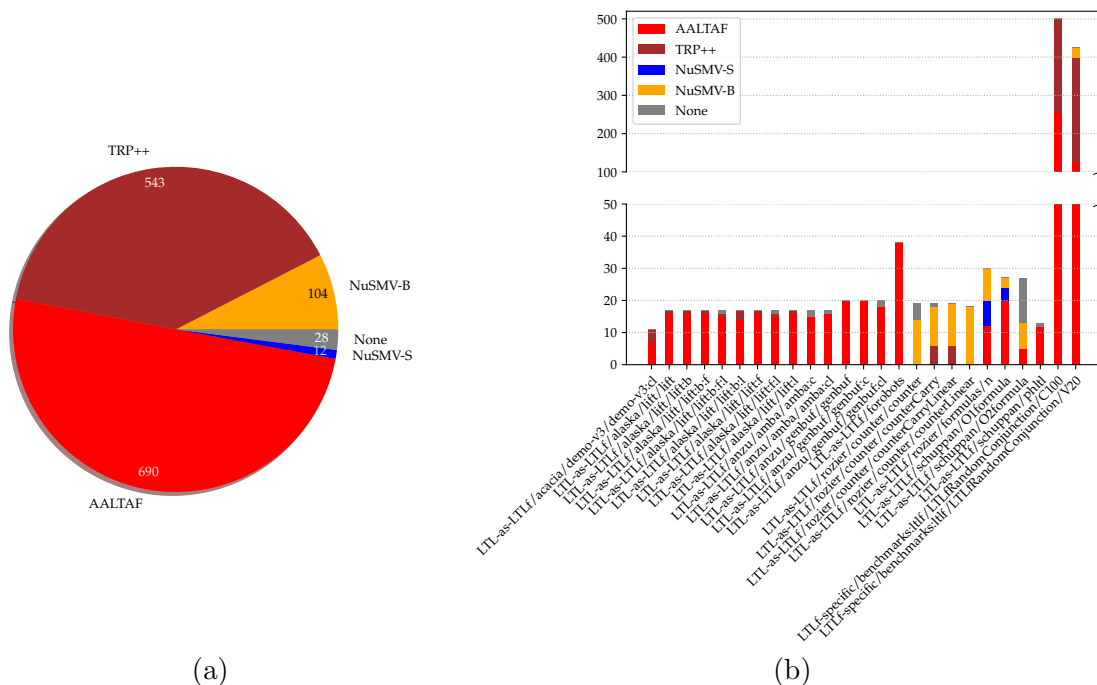 TRP++
543
NuSMV-B
104
None
28
NuSMV-S
12
690
AALTAF
(a)
AALTAF
TRP++
NuSMV-S
NuSMV-B
None
500
400
300
200
100
50
40
30
20
10
0
LTL-as-LTLf/acacia/demo-v3/demo-v3:cl
LTL-as-LTLf/alaska/lift/lift
LTL-as-LTLf/alaska/lift/lift:b
LTL-as-LTLf/alaska/lift/lift:b:f
LTL-as-LTLf/alaska/lift/lift:b:f:l
LTL-as-LTLf/alaska/lift/lift:b:l
LTL-as-LTLf/alaska/lift/lift:f
LTL-as-LTLf/alaska/lift/lift:f:l
LTL-as-LTLf/alaska/lift/lift:l
LTL-as-LTLf/anzu/amba/amba:c
LTL-as-LTLf/anzu/amba/amba:cl
LTL-as-LTLf/anzu/genbuf/genbuf
LTL-as-LTLf/anzu/genbuf/genbuf:c
LTL-as-LTLf/anzu/genbuf/genbuf:cl
LTL-as-LTLf/forobots
LTL-as-LTLf/rozier/counter/counter
LTL-as-LTLf/rozier/counter/counterCarry
LTL-as-LTLf/rozier/counter/counterCarryLinear
LTL-as-LTLf/rozier/counter/counterLinear
LTL-as-LTLf/rozier/formulas/n
LTL-as-LTLf/schuppan/O1formula
LTL-as-LTLf/schuppan/O2formula
LTL-as-LTLf/schuppan/phltl
LTLf-specific/benchmarks:ltlf/LTLfRandomConjunction/C100
LTLf-specific/benchmarks:ltlf/LTLfRandomConjunction/V20
(b)